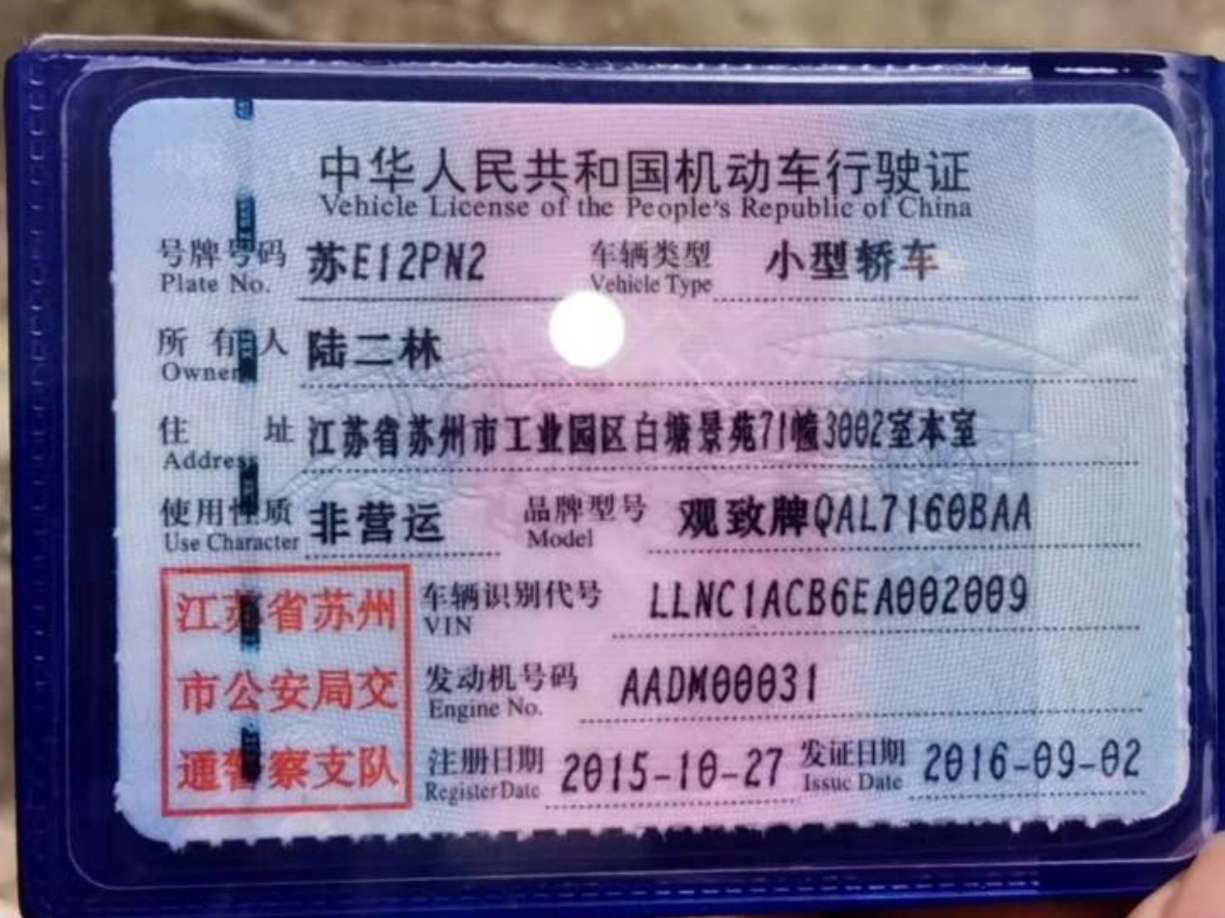 中华人民共和国机动车行驶证
Vehicle License of the People's Republic of China
号牌号码 苏E12PN2 车辆类型 小型轿车
Plate No. Vehicle Type
所有人 陆二林
Owner
住址 江苏省苏州市工业园区白塘景苑71幢3002室本室
Address
使用性质 非营运 品牌型号 观致牌QAL7160BAA
Use Character Model
江苏省苏州 车辆识别代号 LLNC1ACB6EA002009
VIN
市公安局交 发动机号码 AADM00031
Engine No.
通警察支队 注册日期 2015-10-27 发证日期 2016-09-02
Register Date Issue Date